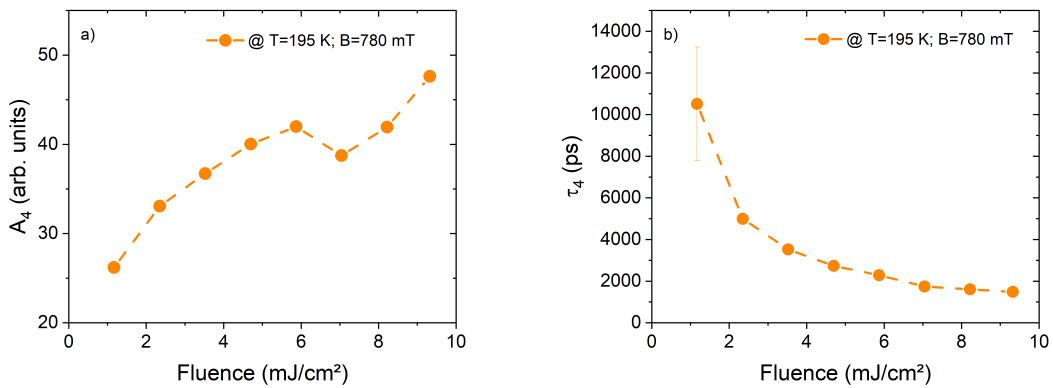 a)
@ T=195 K; B=780 mT
50
40
30
20
A₄ (arb. units)
0 2 4 6 8 10
Fluence (mJ/cm²)
b)
@ T=195 K; B=780 mT
14000
12000
10000
8000
6000
4000
2000
0
τ₄ (ps)
0 2 4 6 8 10
Fluence (mJ/cm²)